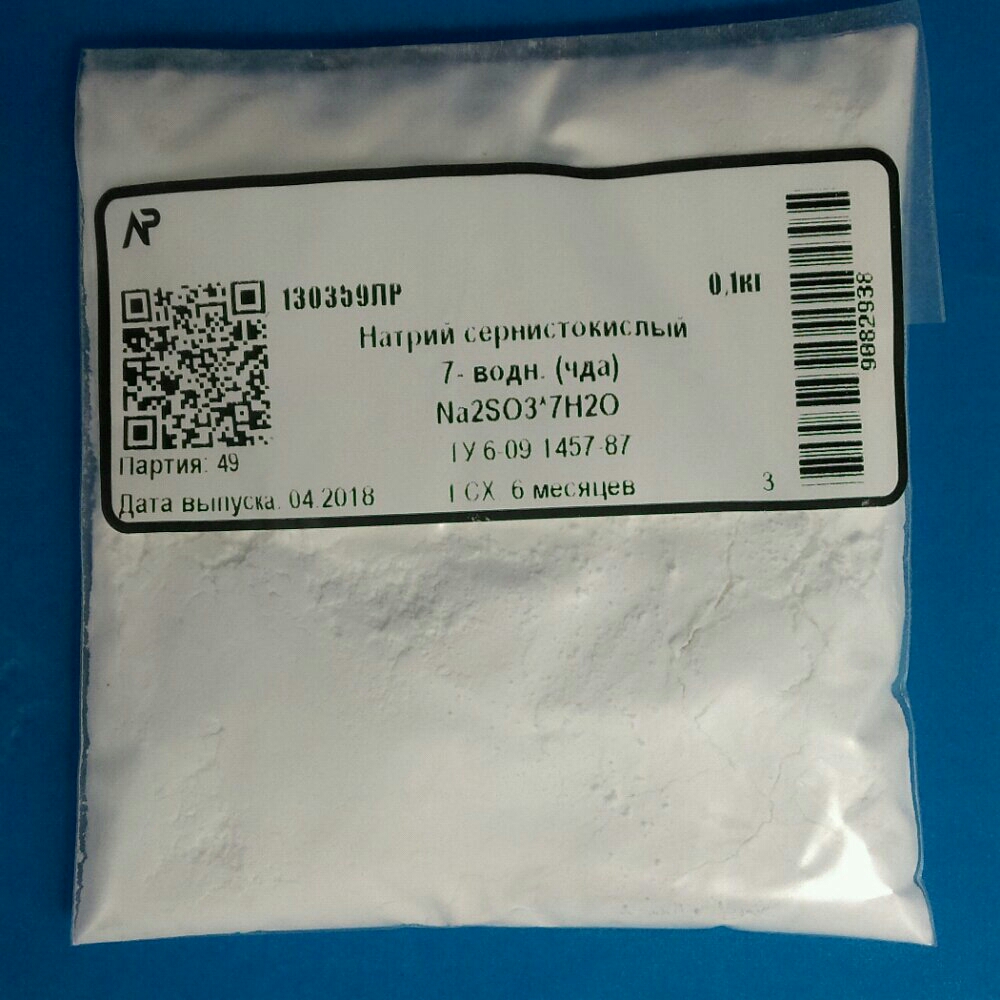 130359ПР
0,1кг
Натрий сернистокислый
7- водн. (чда)
Na2SO3*7H2O
ТУ 6-09 1457-87
Партия: 49
Дата выпуска: 04.2018
ГСХ 6 месяцев
3